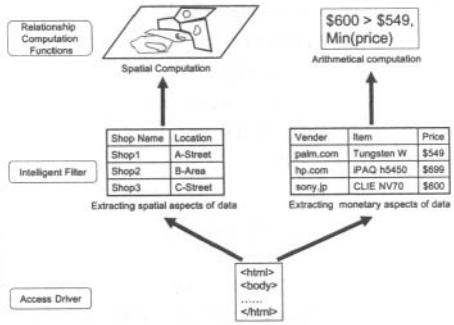 Relationship
Computation
Functions
Spatial Computation
$600 > $549,
Min(price)
Arithmetical computation
Intelligent Filter
Shop Name Location
Shop1 A-Street
Shop2 B-Area
Shop3 C-Street
Extracting spatial aspects of data
Vender Item Price
palm.com Tungsten W $549
hp.com iPAQ h5450 $699
sony.jp CLIE NV70 $600
Extracting monetary aspects of data
Access Driver
<html>
<body>
......
</html>